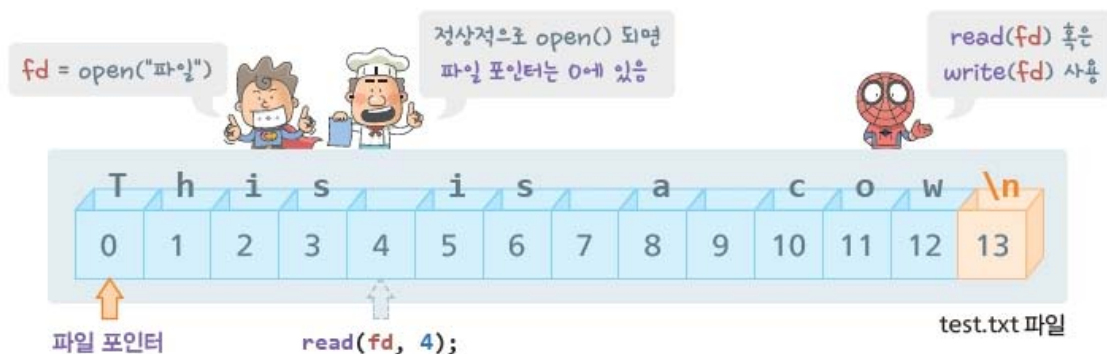 fd = open("파일")
정상적으로 open() 되면
파일 포인터는 0에 있음
read(fd) 혹은
write(fd) 사용
T h i s i s a c o w \n
0 1 2 3 4 5 6 7 8 9 10 11 12 13
파일 포인터
read(fd, 4);
test.txt 파일